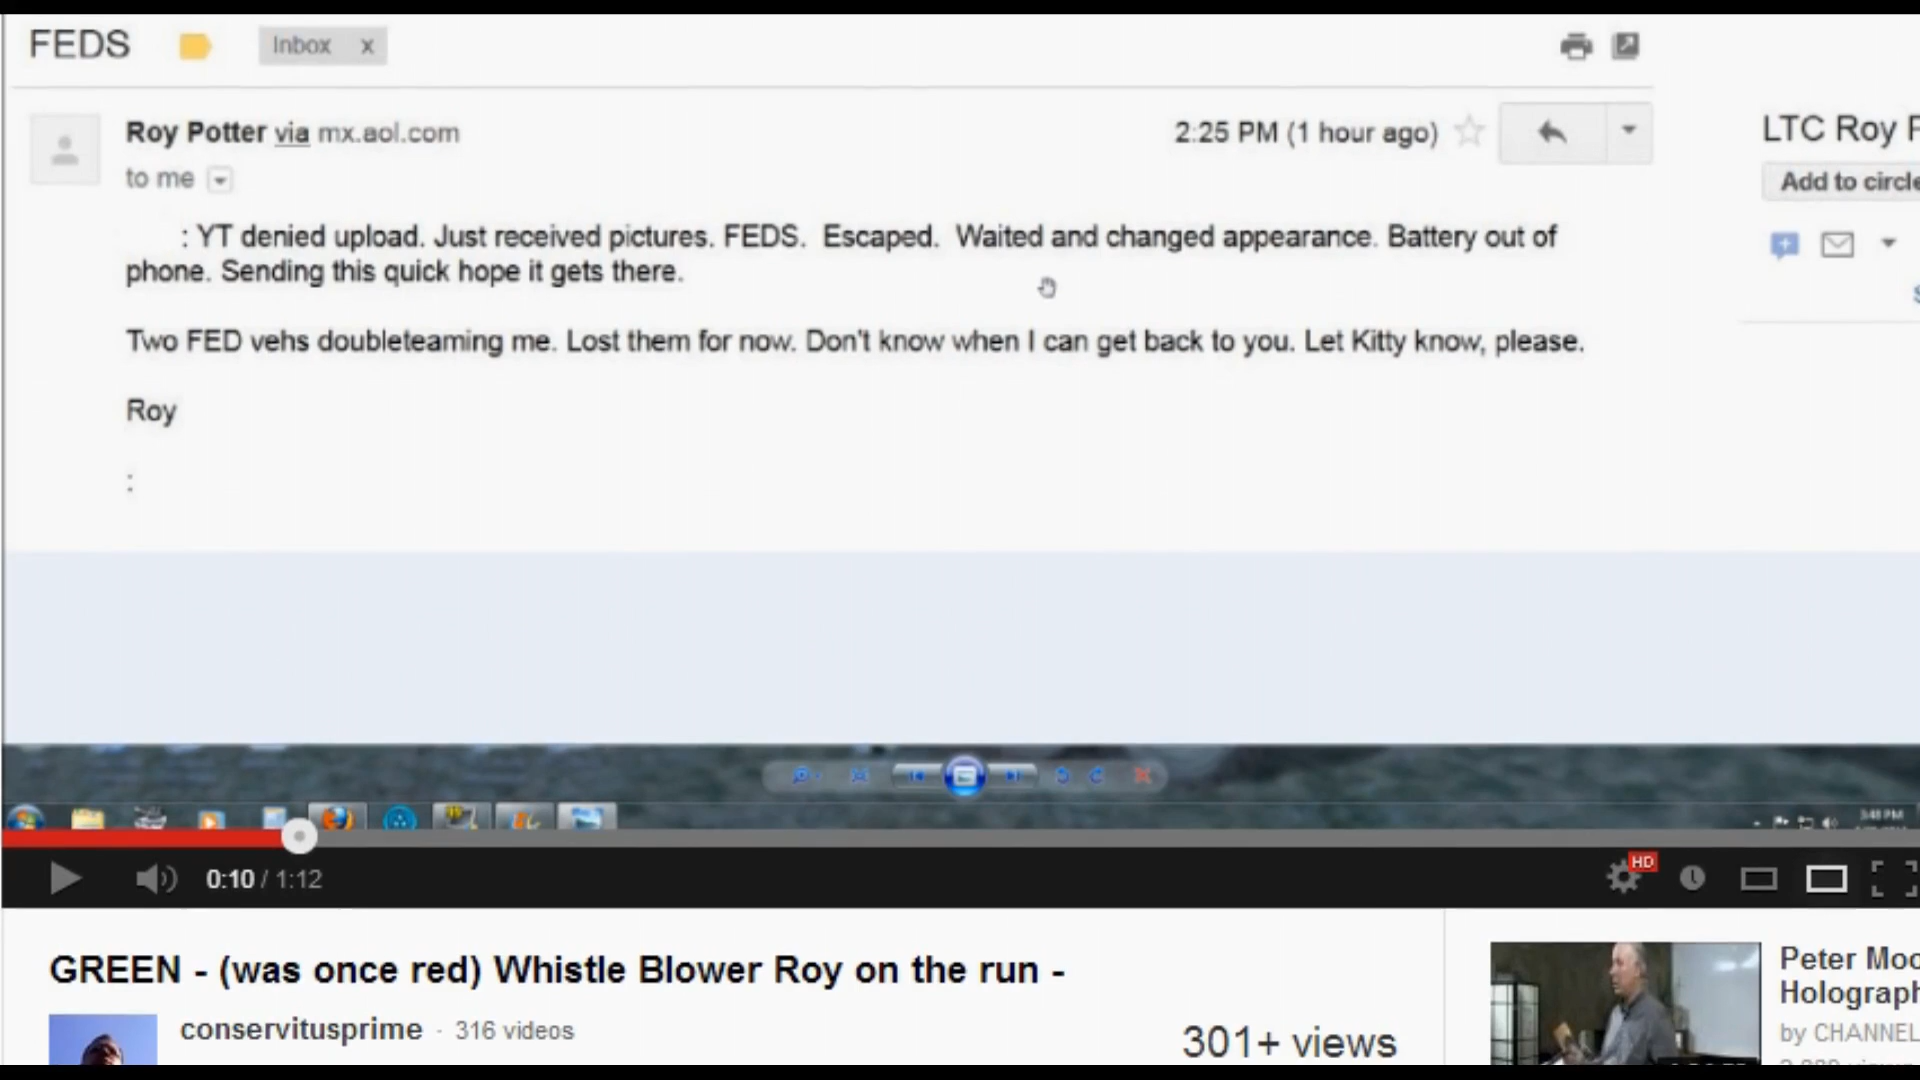 FEDS
Inbox x
Roy Potter via mx.aol.com
2:25 PM (1 hour ago)
to me
: YT denied upload. Just received pictures. FEDS. Escaped. Waited and changed appearance. Battery out of
phone. Sending this quick hope it gets there.
Two FED vehs doubleteaming me. Lost them for now. Don't know when I can get back to you. Let Kitty know, please.
Roy
:
LTC Roy
Add to circle
3:48 PM
0:10 / 1:12
HD
GREEN - (was once red) Whistle Blower Roy on the run -
conservitusprime · 316 videos
301+ views
Peter Moo
Holograph
by CHANNEL